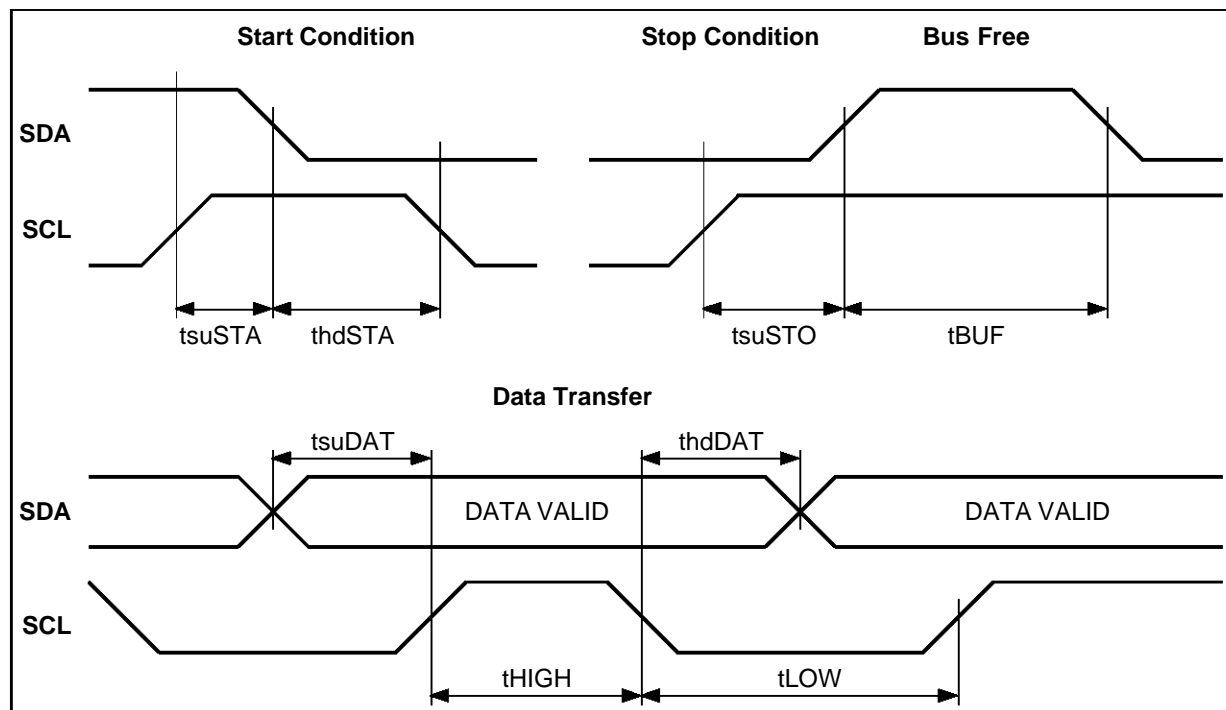 Start Condition Stop Condition Bus Free
SDA
SCL
tsuSTA thdSTA tsuSTO tBUF
Data Transfer
tsuDAT thdDAT
SDA DATA VALID DATA VALID
SCL
tHIGH tLOW